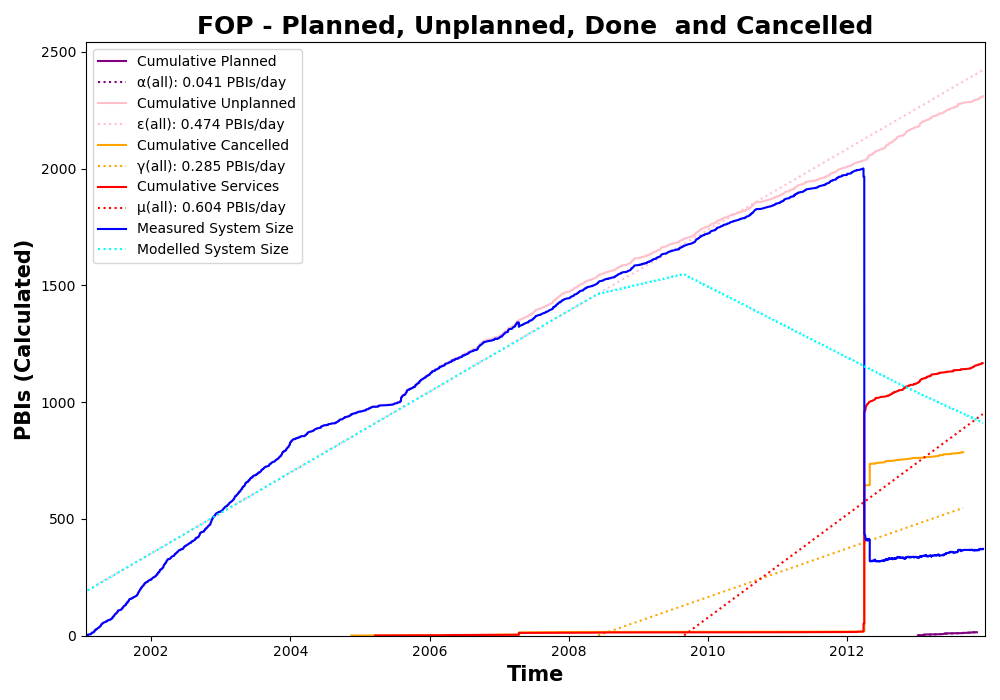 FOP - Planned, Unplanned, Done  and Cancelled
PBIs (Calculated)
2500
2000
1500
1000
500
0
Cumulative Planned
α(all): 0.041 PBIs/day
Cumulative Unplanned
ε(all): 0.474 PBIs/day
Cumulative Cancelled
γ(all): 0.285 PBIs/day
Cumulative Services
μ(all): 0.604 PBIs/day
Measured System Size
Modelled System Size
2002
2004
2006
2008
2010
2012
Time